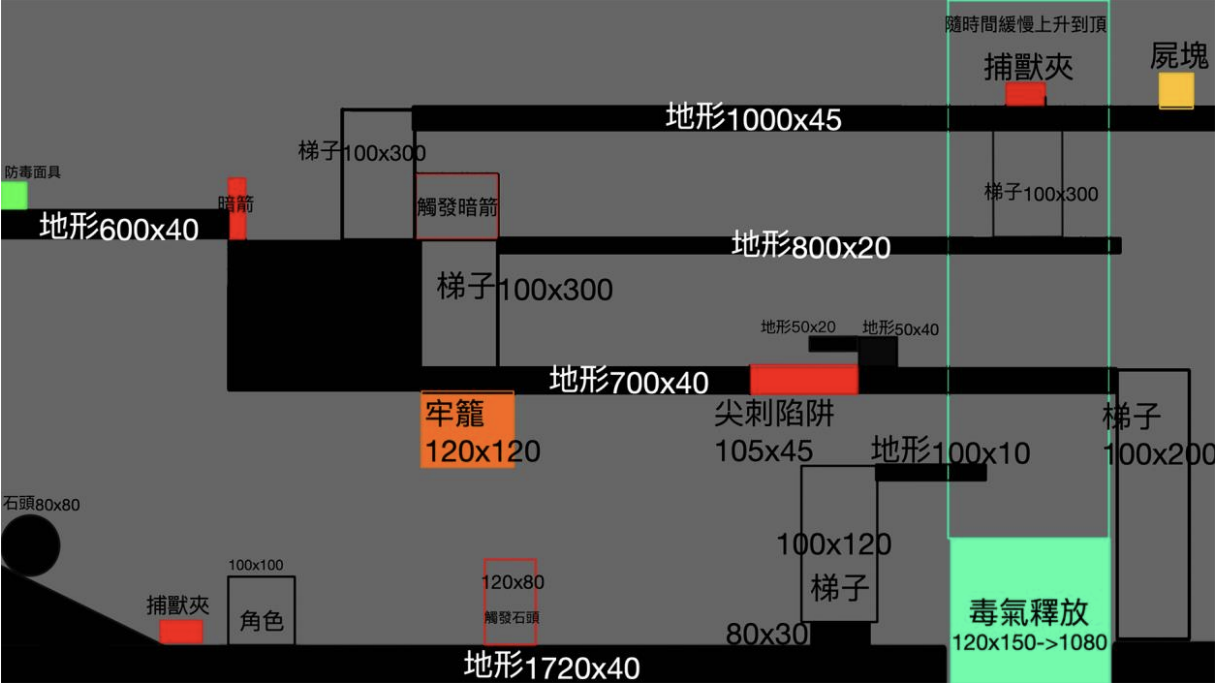 隨時間緩慢上升到頂
捕獸夾
屍塊
地形1000x45
梯子100x300
防毒面具
暗箭
觸發暗箭
梯子100x300
地形600x40
地形800x20
梯子100x300
地形50x20
地形50x40
地形700x40
牢籠
120x120
尖刺陷阱
105x45
梯子
100x200
地形100x10
石頭80x80
100x120
梯子
100x100
角色
捕獸夾
120x80
觸發石頭
毒氣釋放
120x150->1080
80x30
地形1720x40